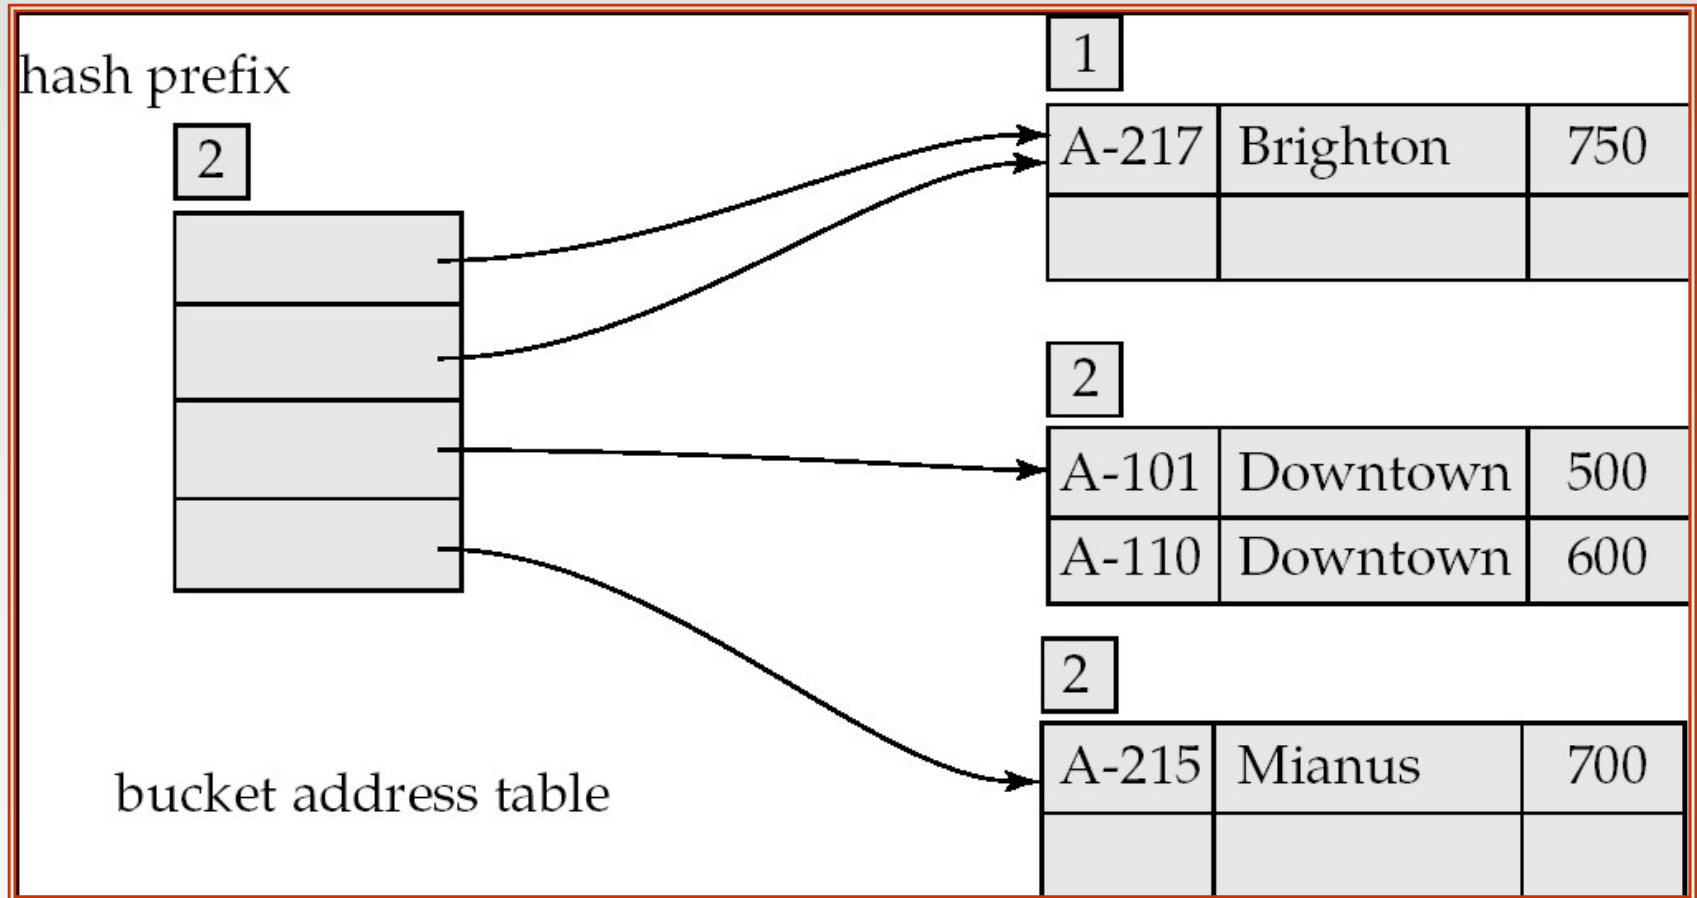 hash prefix
2
bucket address table
1
A-217 Brighton 750
2
A-101 Downtown 500
A-110 Downtown 600
2
A-215 Mianus 700